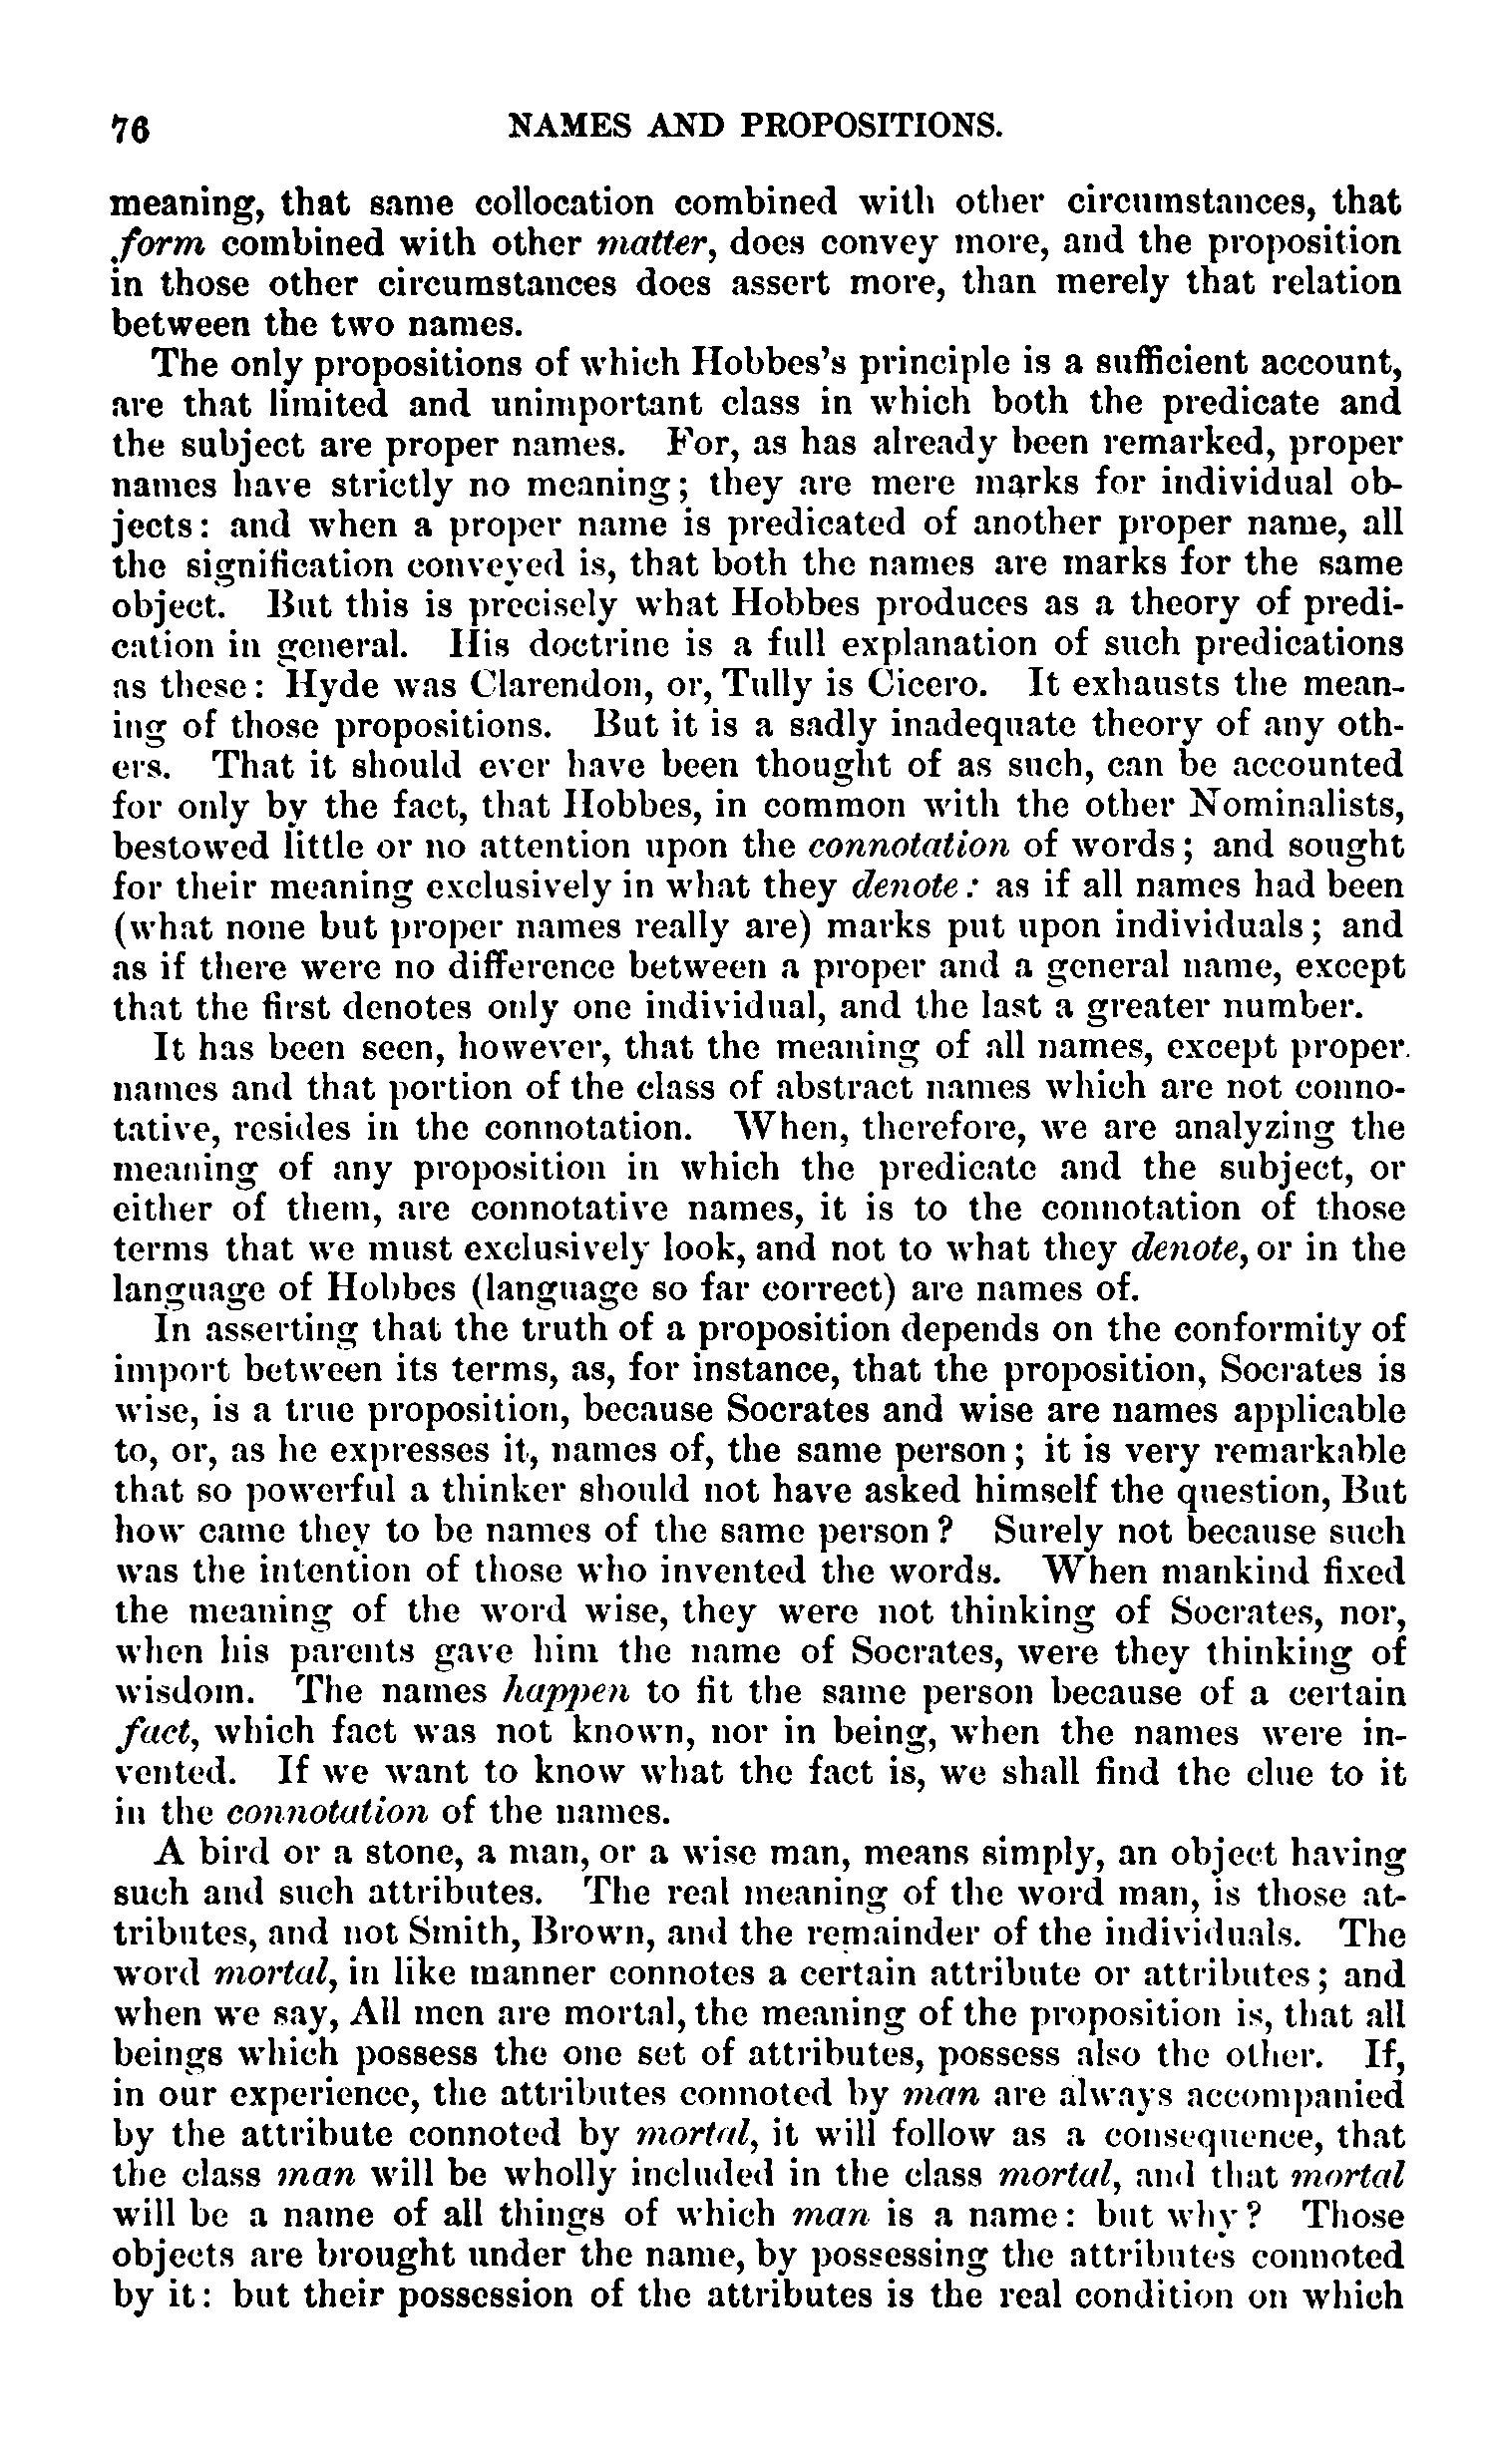 76 NAMES AND PROPOSITIONS.
meaning, that same collocation combined with other circumstances, that
form combined with other matter, does convey more, and the proposition
in those other circumstances does assert more, than merely that relation
between the two names.
The only propositions of which Hobbes's principle is a sufficient account,
are that limited and unimportant class in which both the predicate and
the subject are proper names. For, as has already been remarked, proper
names have strictly no meaning; they are mere marks for individual ob-
jects: and when a proper name is predicated of another proper name, all
the signification conveyed is, that both the names are marks for the same
object. But this is precisely what Hobbes produces as a theory of predi-
cation in general. His doctrine is a full explanation of such predications
as these: Hyde was Clarendon, or, Tully is Cicero. It exhausts the mean-
ing of those propositions. But it is a sadly inadequate theory of any oth-
ers. That it should ever have been thought of as such, can be accounted
for only by the fact, that Hobbes, in common with the other Nominalists,
bestowed little or no attention upon the connotation of words; and sought
for their meaning exclusively in what they denote: as if all names had been
(what none but proper names really are) marks put upon individuals; and
as if there were no difference between a proper and a general name, except
that the first denotes only one individual, and the last a greater number.
It has been seen, however, that the meaning of all names, except proper
names and that portion of the class of abstract names which are not conno-
tative, resides in the connotation. When, therefore, we are analyzing the
meaning of any proposition in which the predicate and the subject, or
either of them, are connotative names, it is to the connotation of those
terms that we must exclusively look, and not to what they denote, or in the
language of Hobbes (language so far correct) are names of.
In asserting that the truth of a proposition depends on the conformity of
import between its terms, as, for instance, that the proposition, Socrates is
wise, is a true proposition, because Socrates and wise are names applicable
to, or, as he expresses it, names of, the same person; it is very remarkable
that so powerful a thinker should not have asked himself the question, But
how came they to be names of the same person? Surely not because such
was the intention of those who invented the words. When mankind fixed
the meaning of the word wise, they were not thinking of Socrates, nor,
when his parents gave him the name of Socrates, were they thinking of
wisdom. The names happen to fit the same person because of a certain
fact, which fact was not known, nor in being, when the names were in-
vented. If we want to know what the fact is, we shall find the clue to it
in the connotation of the names.
A bird or a stone, a man, or a wise man, means simply, an object having
such and such attributes. The real meaning of the word man, is those at-
tributes, and not Smith, Brown, and the remainder of the individuals. The
word mortal, in like manner connotes a certain attribute or attributes; and
when we say, All men are mortal, the meaning of the proposition is, that all
beings which possess the one set of attributes, possess also the other. If,
in our experience, the attributes connoted by man are always accompanied
by the attribute connoted by mortal, it will follow as a consequence, that
the class man will be wholly included in the class mortal, and that mortal
will be a name of all things of which man is a name: but why? Those
objects are brought under the name, by possessing the attributes connoted
by it: but their possession of the attributes is the real condition on which